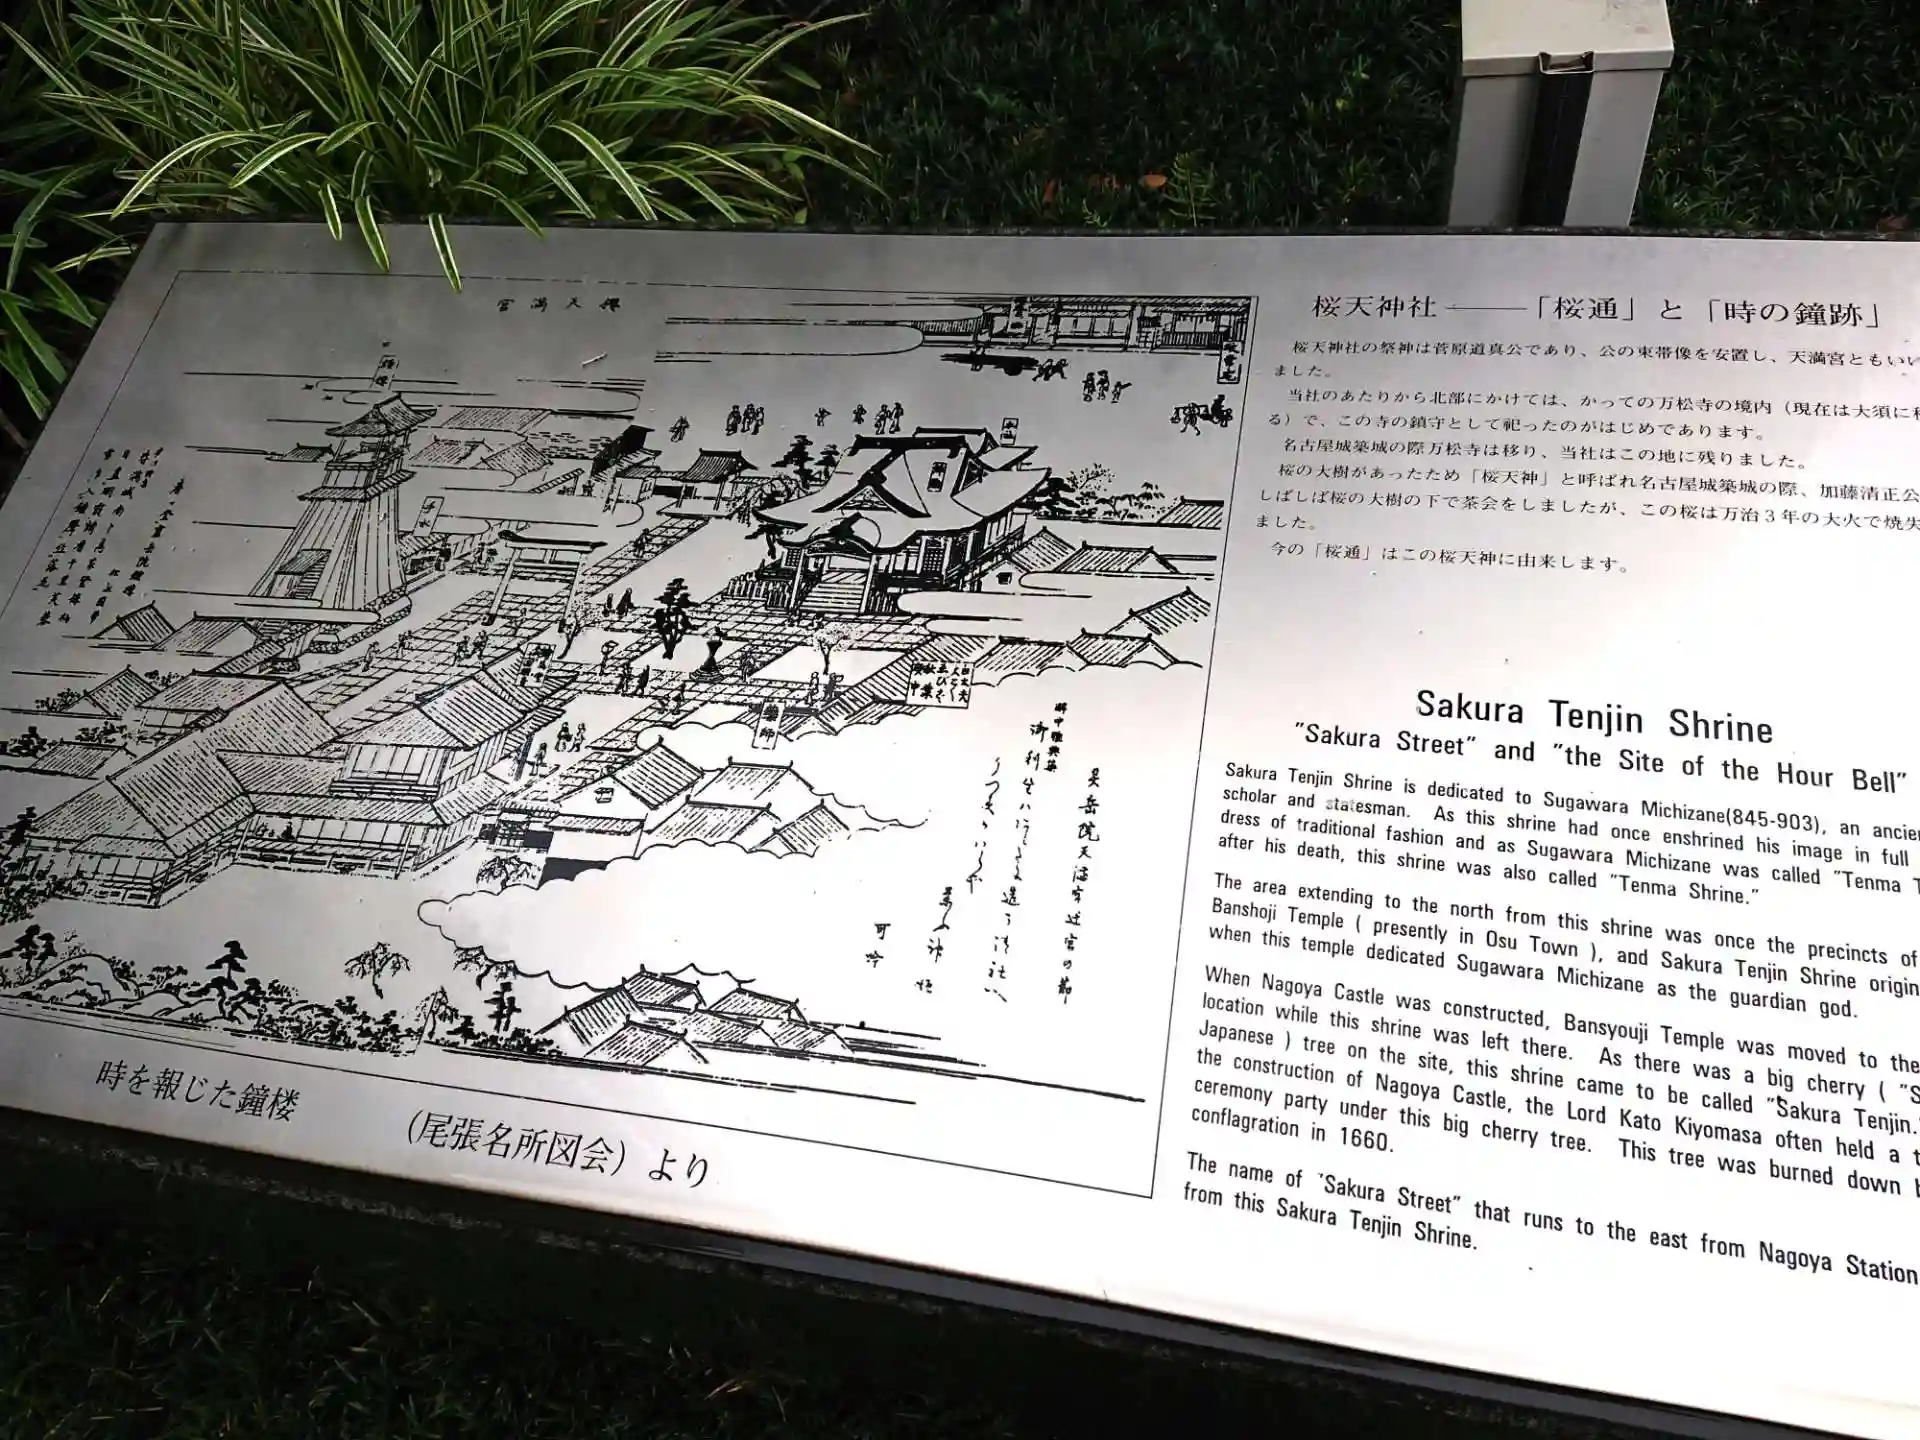 宮満天桜
鐘楼
手水
本社
薬師
時を報じた鐘楼
(尾張名所図会)より
桜天神社――「桜通」と「時の鐘跡」
桜天神社の祭神は菅原道真公であり、公の束帯像を安置し、天満宮ともいい
ました。
当社のあたりから北部にかけては、かっての万松寺の境内(現在は大須に移
る)で、この寺の鎮守として祀ったのがはじめであります。
名古屋城築城の際万松寺は移り、当社はこの地に残りました。
桜の大樹があったため「桜天神」と呼ばれ名古屋城築城の際、加藤清正公
しばしば桜の大樹の下で茶会をしましたが、この桜は万治3年の大火で焼失
ました。
今の「桜通」はこの桜天神に由来します。
Sakura Tenjin Shrine
"Sakura Street" and "the Site of the Hour Bell"
Sakura Tenjin Shrine is dedicated to Sugawara Michizane(845-903), an ancie
scholar and statesman. As this shrine had once enshrined his image in full
dress of traditional fashion and as Sugawara Michizane was called "Tenma T
after his death, this shrine was also called "Tenma Shrine."
The area extending to the north from this shrine was once the precincts of
Banshoji Temple ( presently in Osu Town ), and Sakura Tenjin Shrine origin
when this temple dedicated Sugawara Michizane as the guardian god.
When Nagoya Castle was constructed, Bansyouji Temple was moved to the
location while this shrine was left there. As there was a big cherry ( "S
Japanese ) tree on the site, this shrine came to be called "Sakura Tenjin."
the construction of Nagoya Castle, the Lord Kato Kiyomasa often held a t
ceremony party under this big cherry tree. This tree was burned down b
conflagration in 1660.
The name of "Sakura Street" that runs to the east from Nagoya Station
from this Sakura Tenjin Shrine.